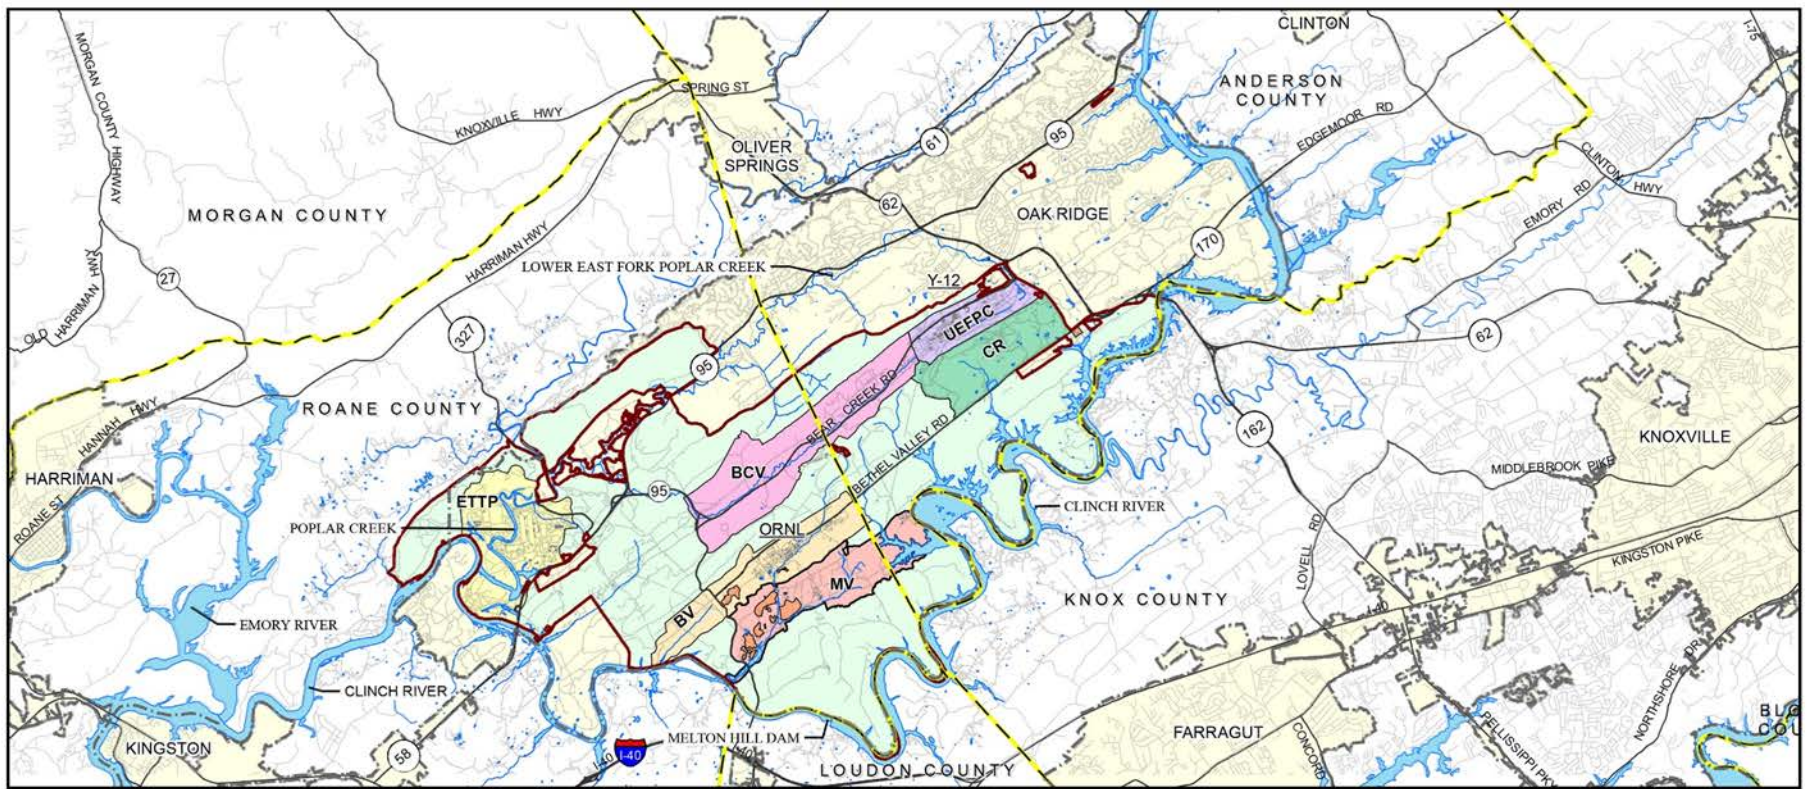 CLINTON
I-75
MORGAN COUNTY HIGHWAY
ANDERSON
COUNTY
SPRING ST
KNOXVILLE HWY
61
95
EDGEMOOR RD
OLIVER
SPRINGS
CLINTON HWY
EMORY RD
MORGAN COUNTY
62
OAK RIDGE
170
HARRIMAN HWY
LOWER EAST FORK POPLAR CREEK
27
Y-12
OLD HARRIMAN HWY
327
UEFPC
62
CR
95
BEAR CREEK RD
ROANE COUNTY
HANNAH HWY
BETHEL VALLEY RD
162
KNOXVILLE
HARRIMAN
BCV
MIDDLEBROOK PIKE
ROANE ST
ETTP
95
CLINCH RIVER
POPLAR CREEK
ORNL
LOVELL RD
KINGSTON PIKE
MV
KNOX COUNTY
I-40
BV
EMORY RIVER
CLINCH RIVER
NORTHSHORE DR
KINGSTON
58
MELTON HILL DAM
FARRAGUT
PELLISSIPPI PKY
CONCORD
I-40
I-40
LOUDON COUNTY